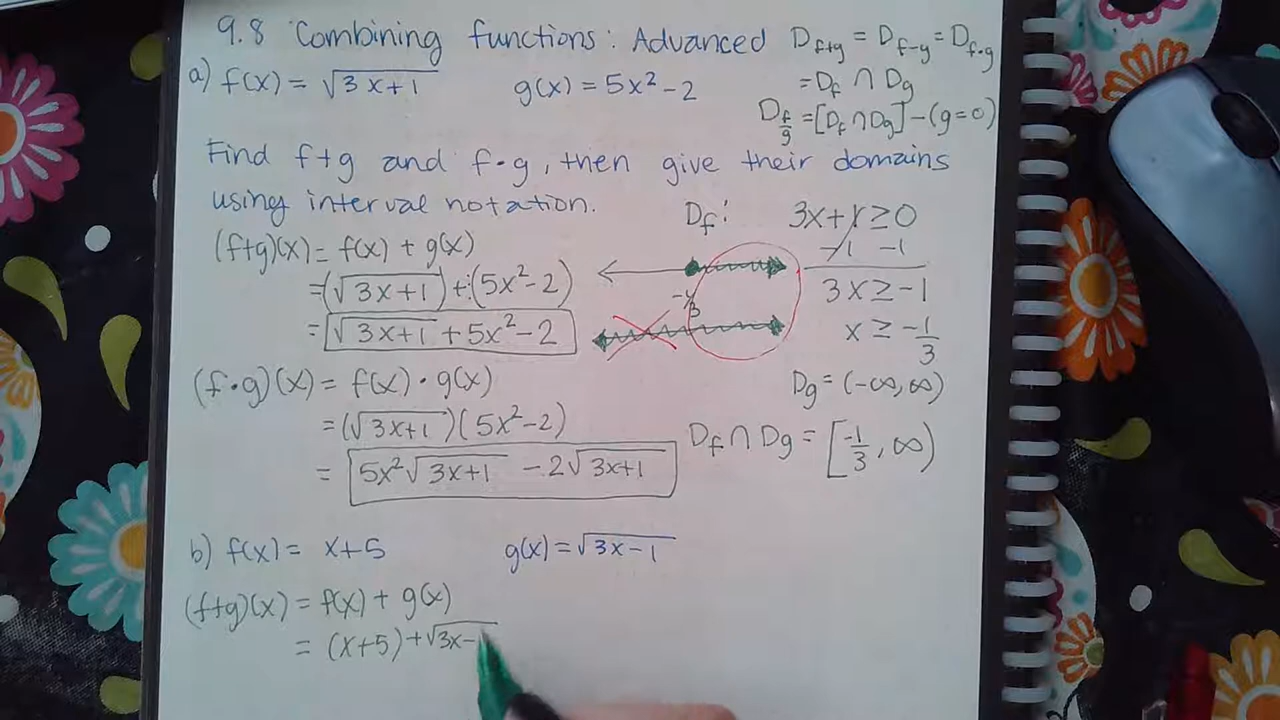 9.8 Combining functions: Advanced
D_{f+g} = D_{f-g} = D_{f·g}
= D_f ∩ D_g
a) f(x) = √(3x+1) g(x) = 5x² - 2
D_{f/g} = [D_f ∩ D_g] - (g=0)
Find f+g and f·g, then give their domains
using interval notation.
(f+g)(x) = f(x) + g(x)
= (√(3x+1)) + (5x² - 2)
= √(3x+1) + 5x² - 2
(f·g)(x) = f(x) · g(x)
= (√(3x+1))(5x² - 2)
= 5x²√(3x+1) - 2√(3x+1)
D_f: 3x+1 ≥ 0
-1 -1
3x ≥ -1
x ≥ -1/3
-1/3
D_g = (-∞, ∞)
D_f ∩ D_g = [-1/3, ∞)
b) f(x) = x+5 g(x) = √(3x-1)
(f+g)(x) = f(x) + g(x)
= (x+5) + √(3x-